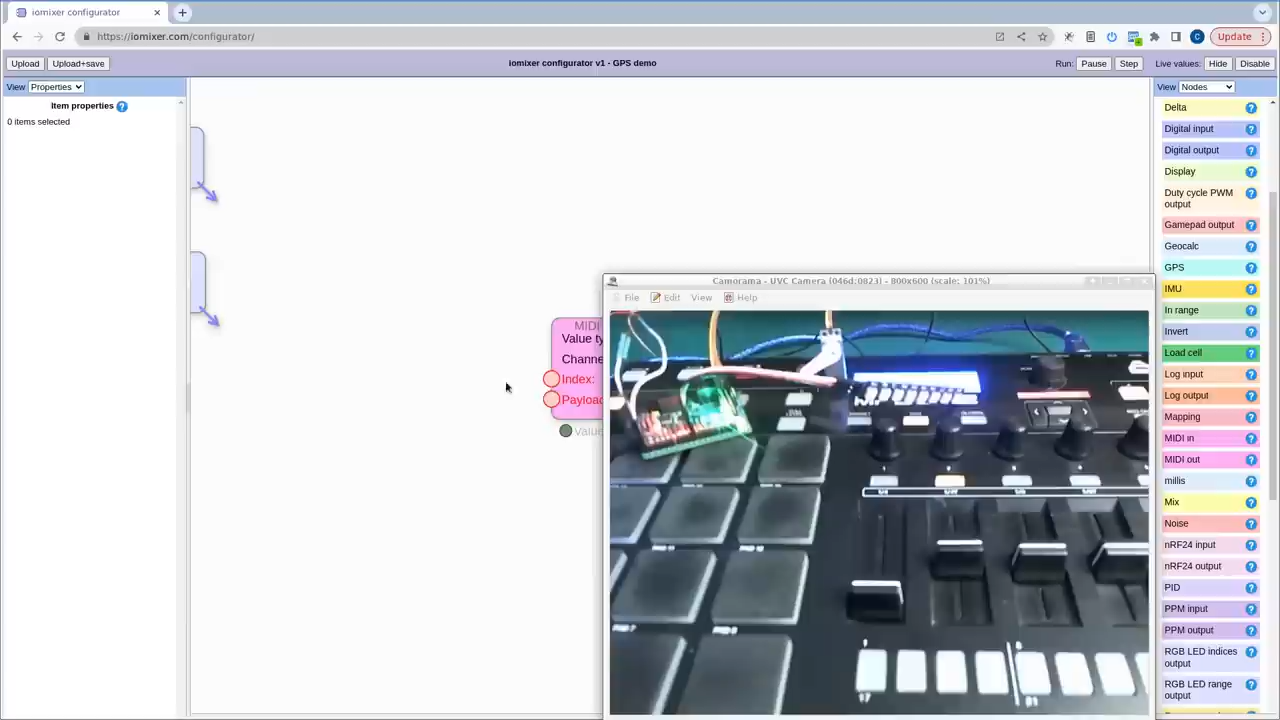 iomixer configurator
https://iomixer.com/configurator/
C
Update
Upload
Upload+save
iomixer configurator v1 - GPS demo
Run:
Pause
Step
Live values:
Hide
Disable
View
Properties
Item properties
0 items selected
MIDI
Value ty
Channe
Index:
Payload
Value
Camorama - UVC Camera (046d:0823) - 800x600 (scale: 101%)
File
Edit
View
Help
View
Nodes
Delta
Digital input
Digital output
Display
Duty cycle PWM
output
Gamepad output
Geocalc
GPS
IMU
In range
Invert
Load cell
Log input
Log output
Mapping
MIDI in
MIDI out
millis
Mix
Noise
nRF24 input
nRF24 output
PID
PPM input
PPM output
RGB LED indices
output
RGB LED range
output